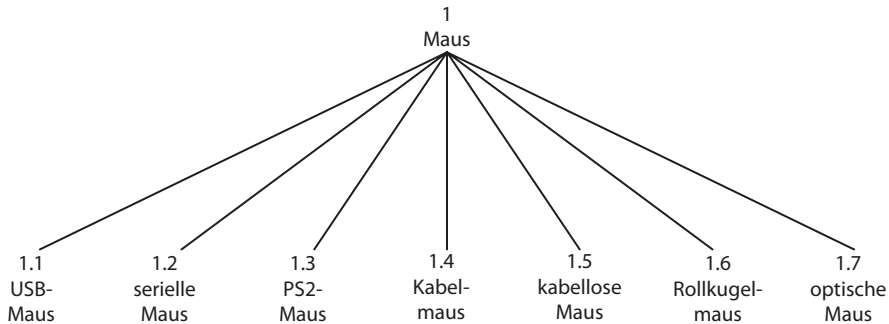 1
Maus
1.1
USB-
Maus
1.2
serielle
Maus
1.3
PS2-
Maus
1.4
Kabel-
maus
1.5
kabellose
Maus
1.6
Rollkugel-
maus
1.7
optische
Maus